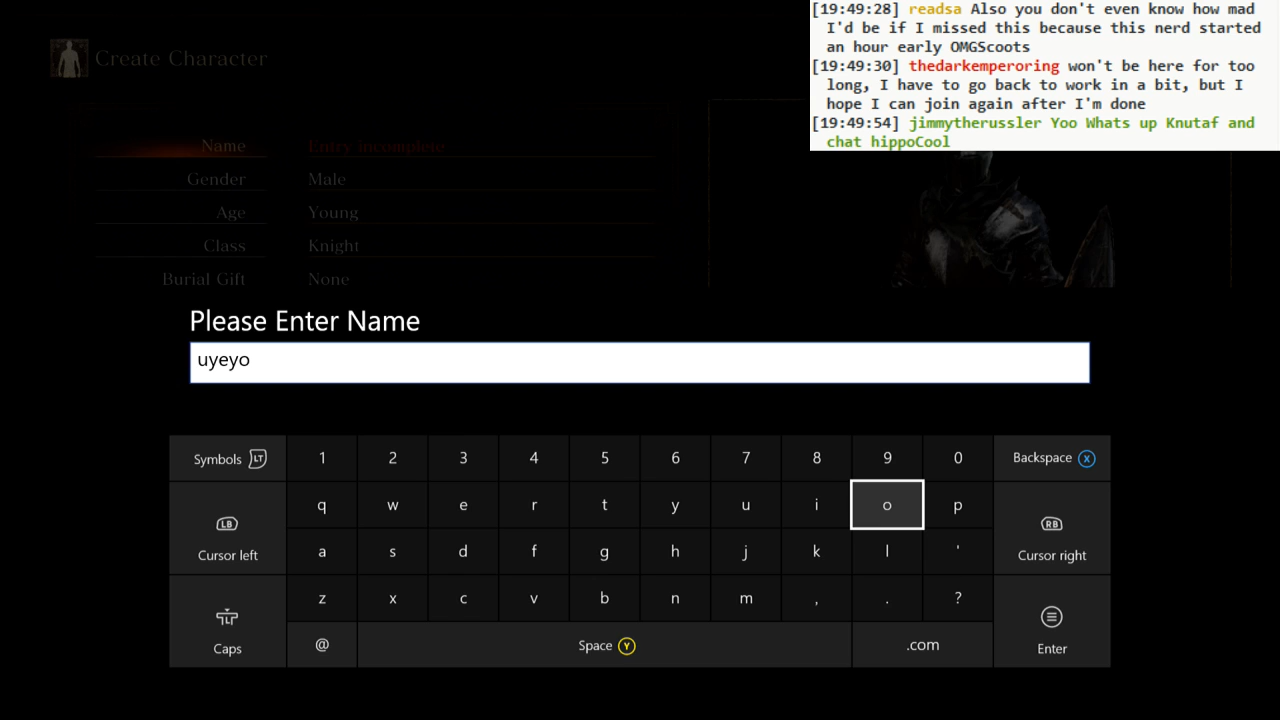 [19:49:28] readsa Also you don't even know how mad
I'd be if I missed this because this nerd started
an hour early OMGScoots
[19:49:30] thedarkemperoring won't be here for too
long, I have to go back to work in a bit, but I
hope I can join again after I'm done
[19:49:54] jimmytherussler Yoo Whats up Knutaf and
chat hippoCool
Create Character
Name Entry incomplete
Gender Male
Age Young
Class Knight
Burial Gift None
Please Enter Name
uyeyo
Symbols LT 1 2 3 4 5 6 7 8 9 0 Backspace X
q w e r t y u i o p
LB Cursor left a s d f g h j k l ' RB Cursor right
z x c v b n m , . ?
LT Caps @ Space Y .com Enter